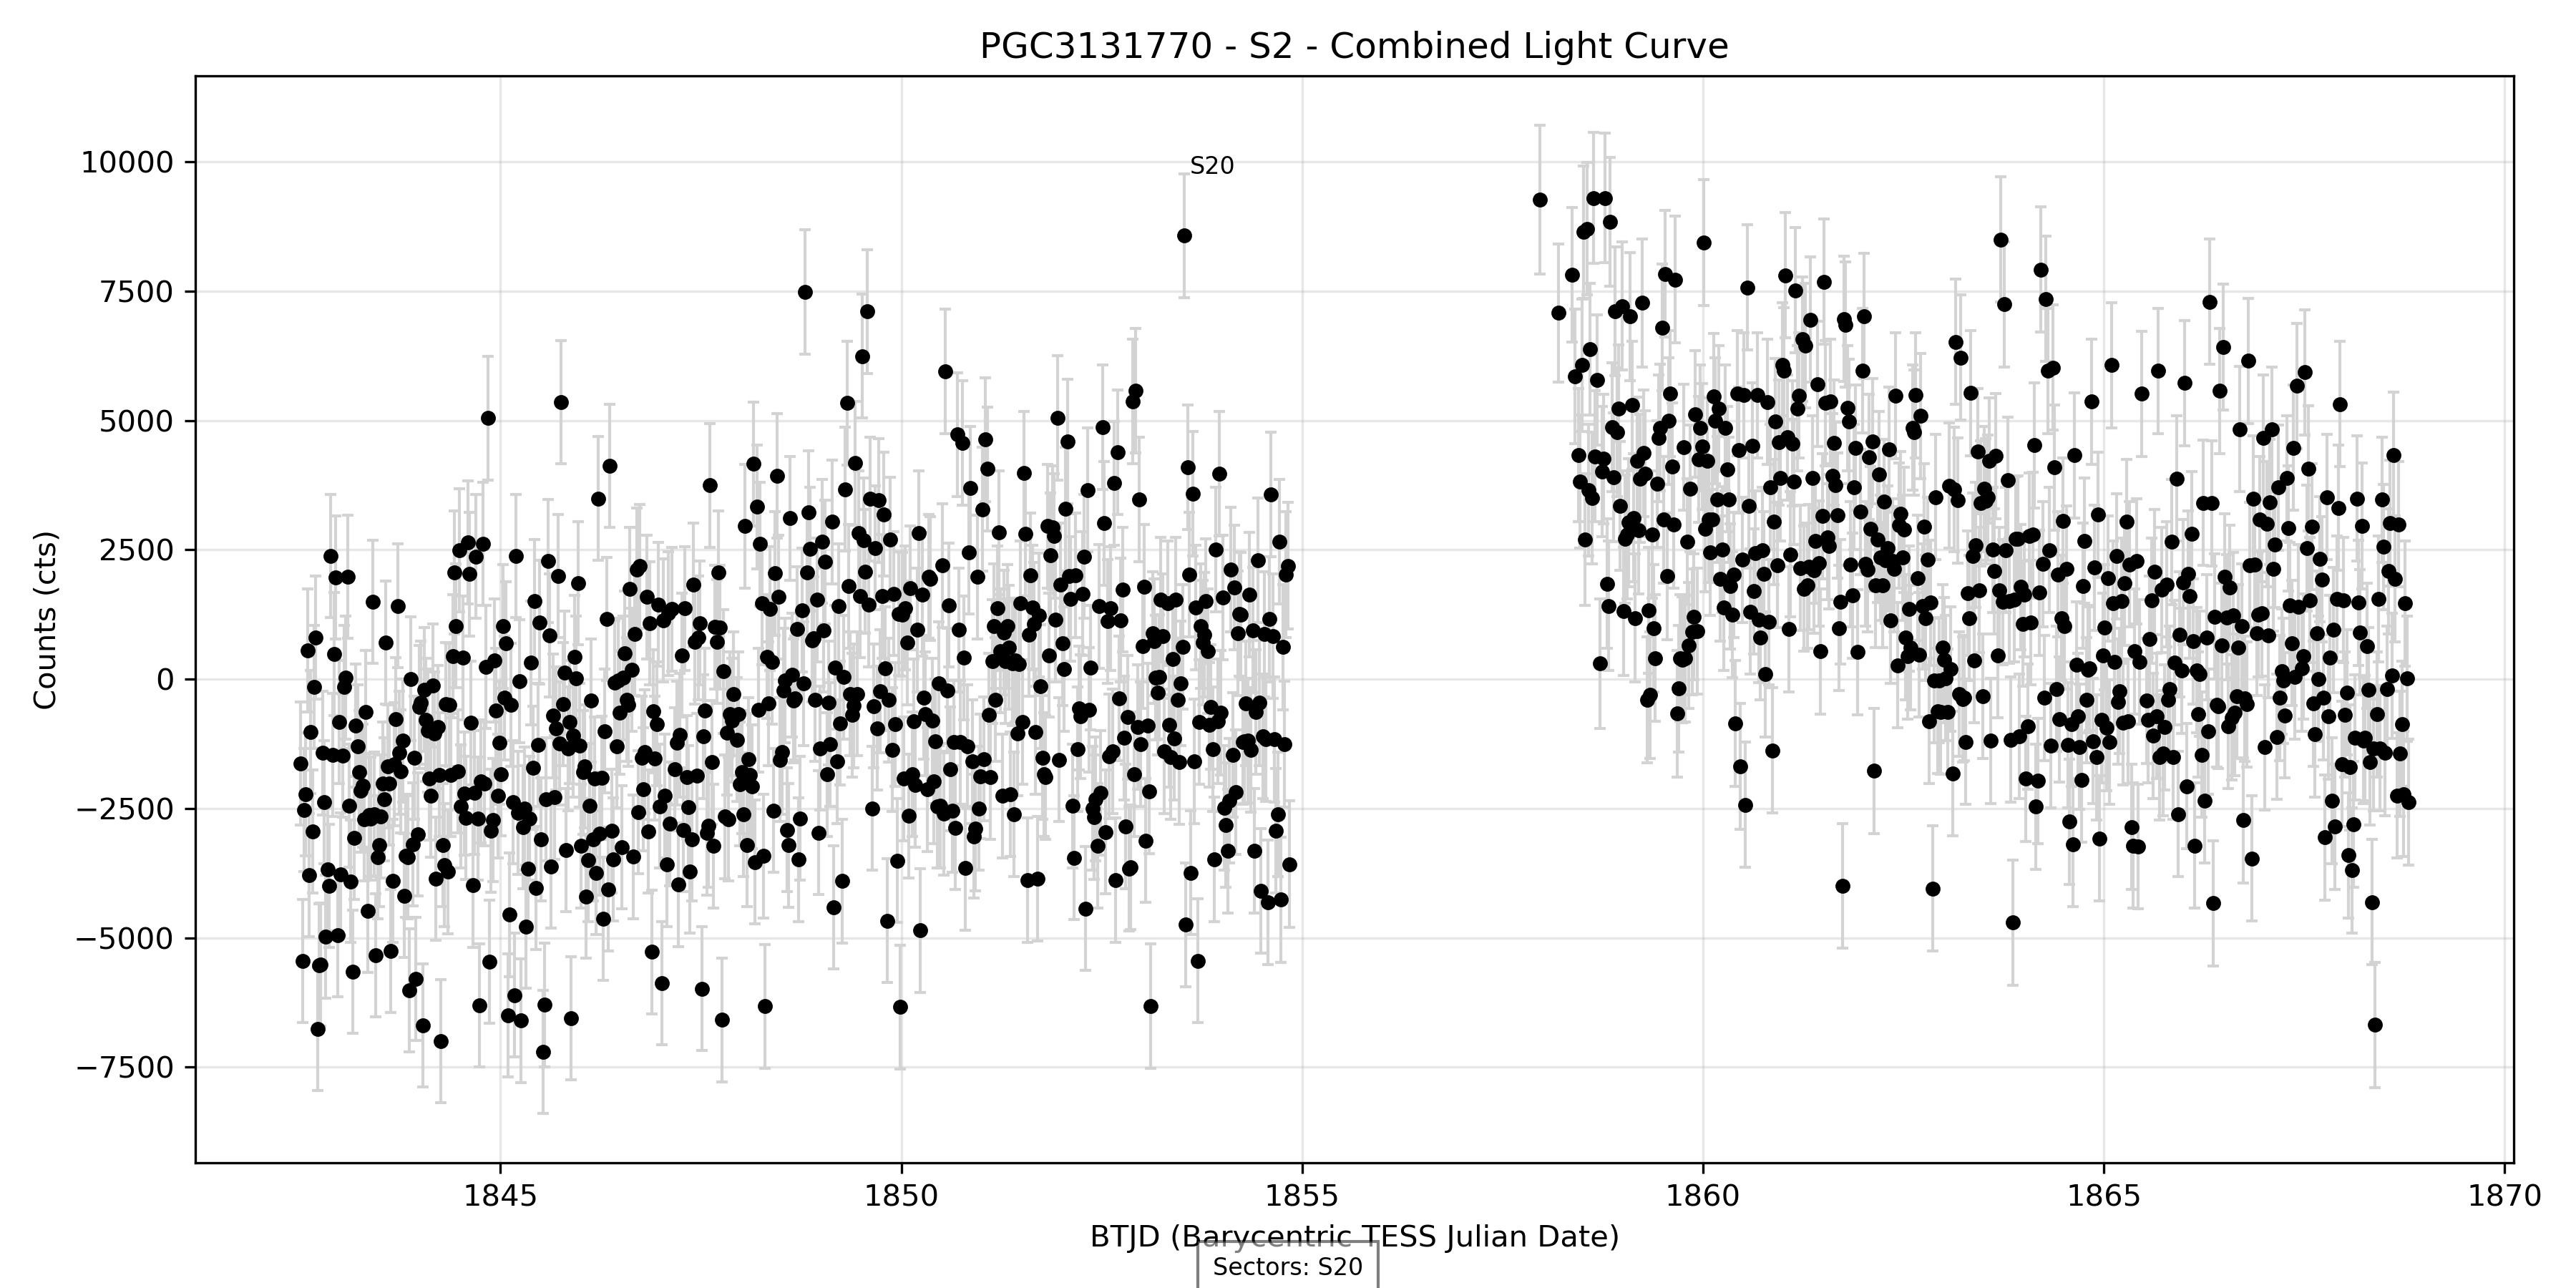 PGC3131770 - S2 - Combined Light Curve
10000
7500
5000
2500
0
−2500
−5000
−7500
Counts (cts)
S20
1845
1850
1855
1860
1865
1870
BTJD (Barycentric TESS Julian Date)
Sectors: S20